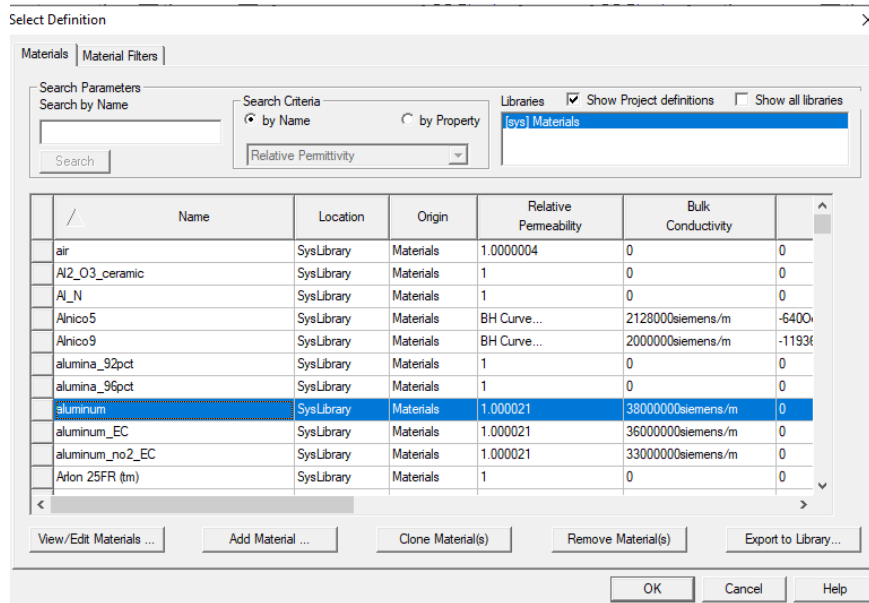 Select Definition
Materials
Material Filters
Search Parameters
Search by Name
Search
Search Criteria
by Name
by Property
Relative Permittivity
Libraries
Show Project definitions
Show all libraries
[sys] Materials
/ Name Location Origin Relative Permeability Bulk Conductivity
air SysLibrary Materials 1.0000004 0 0
Al2_O3_ceramic SysLibrary Materials 1 0 0
Al_N SysLibrary Materials 1 0 0
Alnico5 SysLibrary Materials BH Curve... 2128000siemens/m
Alnico9 SysLibrary Materials BH Curve... 2000000siemens/m
alumina_92pct SysLibrary Materials 1 0 0
alumina_96pct SysLibrary Materials 1 0 0
aluminum SysLibrary Materials 1.000021 38000000siemens/m 0
aluminum_EC SysLibrary Materials 1.000021 36000000siemens/m 0
aluminum_no2_EC SysLibrary Materials 1.000021 33000000siemens/m 0
Arlon 25FR (tm) SysLibrary Materials 1 0 0
View/Edit Materials ...
Add Material ...
Clone Material(s)
Remove Material(s)
Export to Library...
OK
Cancel
Help